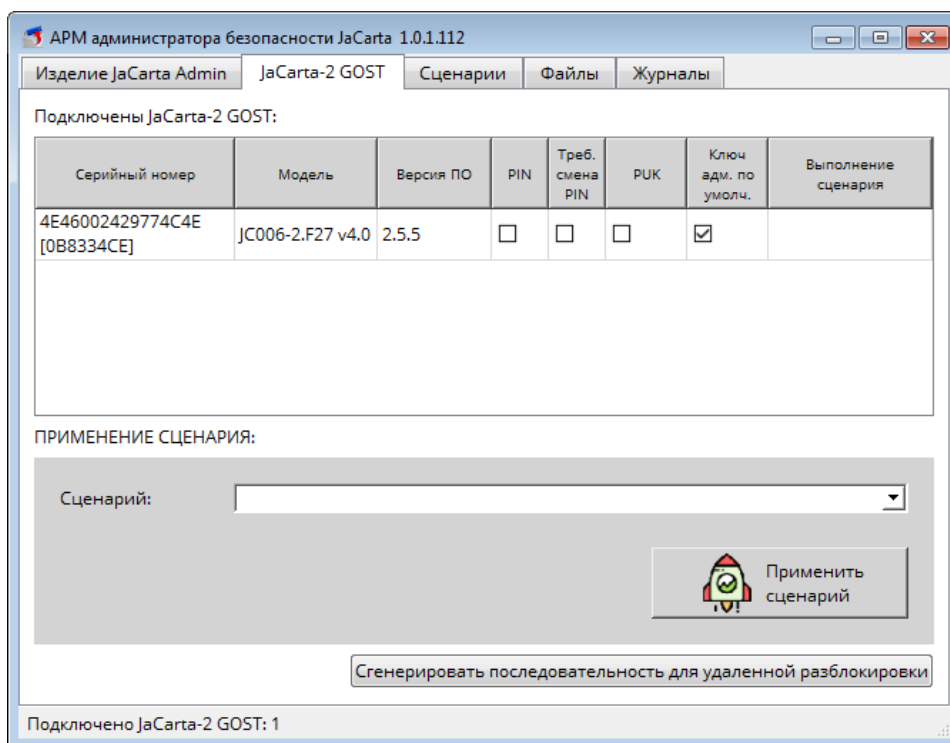 АРМ администратора безопасности JaCarta 1.0.1.112
Изделие JaCarta Admin JaCarta-2 GOST Сценарии Файлы Журналы
Подключены JaCarta-2 GOST:
Серийный номер Модель Версия ПО PIN Треб. смена PIN PUK Ключ адм. по умолч. Выполнение сценария
4E46002429774C4E
[0B8334CE] JC006-2.F27 v4.0 2.5.5
ПРИМЕНЕНИЕ СЦЕНАРИЯ:
Сценарий:
Применить
сценарий
Сгенерировать последовательность для удаленной разблокировки
Подключено JaCarta-2 GOST: 1